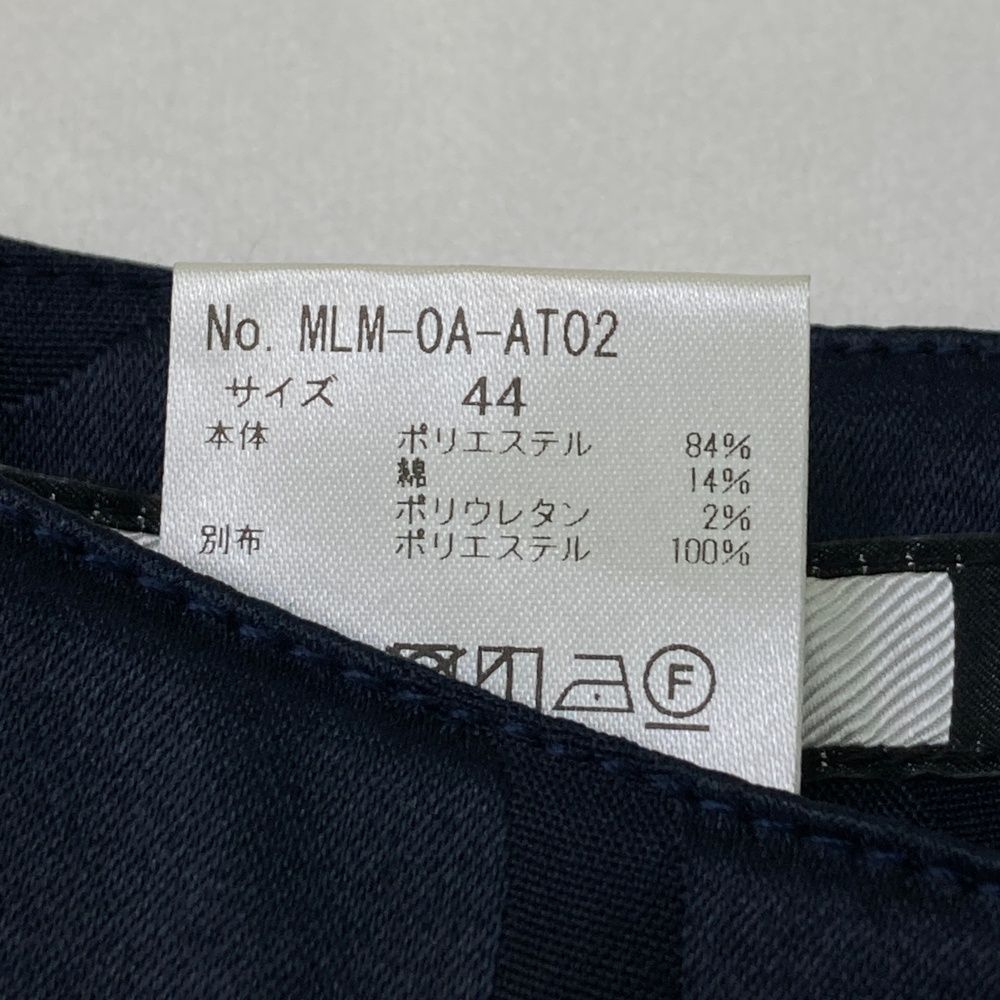 No. MLM-OA-AT02
サイズ 44
本体 ポリエステル 84%
綿 14%
ポリウレタン 2%
別布 ポリエステル 100%
F